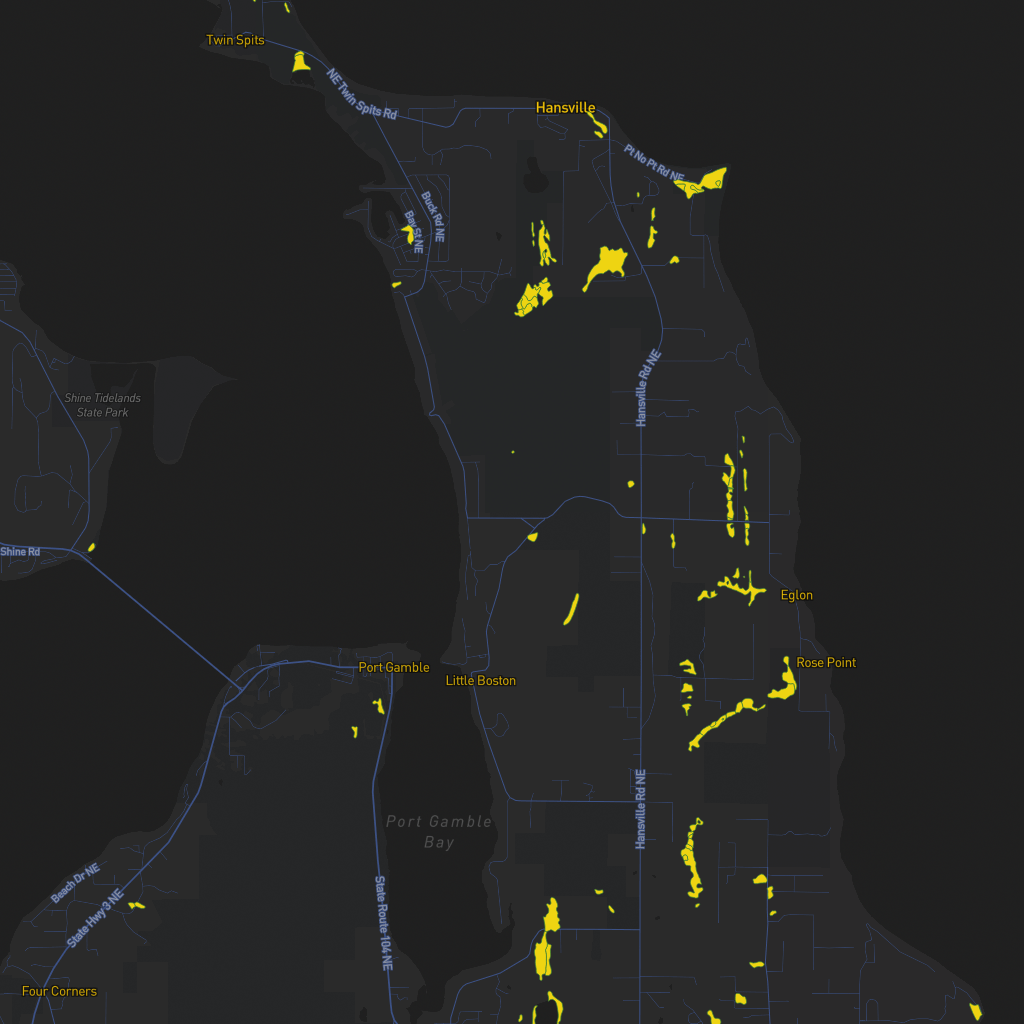 Twin Spits
NE Twin Spits Rd
Hansville
Pt No Pt Rd NE
Buck Rd NE
Bay St NE
Hansville Rd NE
Shine Tidelands
State Park
Shine Rd
Eglon
Port Gamble
Little Boston
Rose Point
Hansville Rd NE
Port Gamble
Bay
Beach Dr NE
State Hwy 3 NE
State Route 104 NE
Four Corners